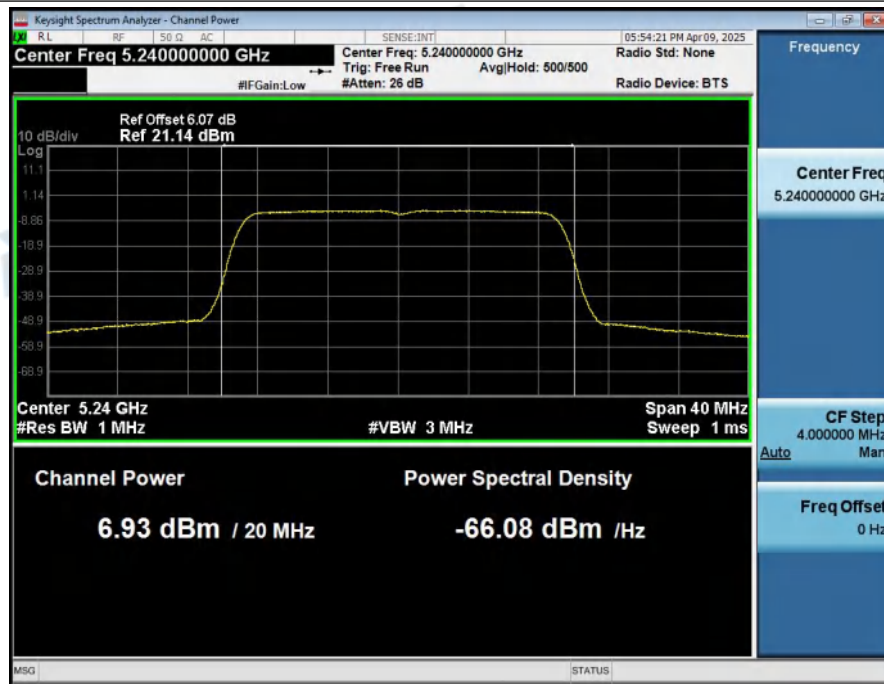 Keysight Spectrum Analyzer - Channel Power
LXI RL RF 50 Ω AC SENSE:INT 05:54:21 PM Apr 09, 2025
Center Freq 5.240000000 GHz
Center Freq: 5.240000000 GHz
Radio Std: None
Trig: Free Run Avg|Hold: 500/500
#IFGain:Low
#Atten: 26 dB
Radio Device: BTS
Ref Offset 6.07 dB
10 dB/div Ref 21.14 dBm
Log
11.1
1.14
-8.86
-18.9
-28.9
-38.9
-48.9
-58.9
-68.9
Center 5.24 GHz
Span 40 MHz
#Res BW 1 MHz
#VBW 3 MHz
Sweep 1 ms
Channel Power
Power Spectral Density
6.93 dBm / 20 MHz
-66.08 dBm /Hz
MSG
STATUS
Frequency
Center Freq
5.240000000 GHz
CF Step
4.000000 MHz
Auto Man
Freq Offset
0 Hz